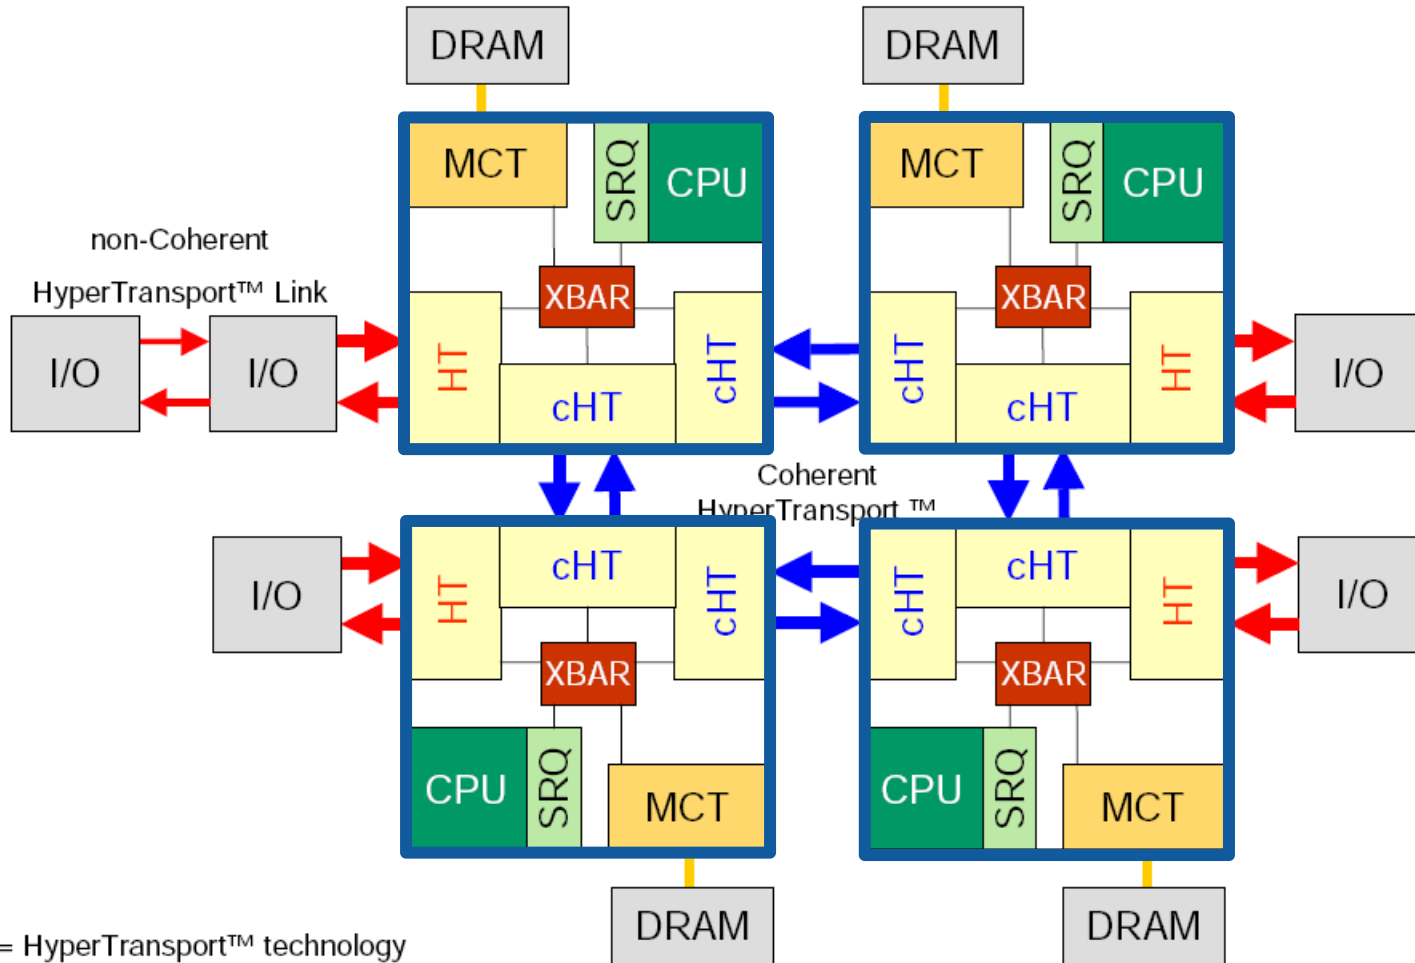 DRAM
DRAM
MCT
SRQ
CPU
MCT
SRQ
CPU
non-Coherent
HyperTransport™ Link
XBAR
XBAR
I/O
I/O
HT
cHT
cHT
cHT
cHT
HT
I/O
Coherent
HyperTransport ™
I/O
HT
cHT
cHT
cHT
cHT
HT
I/O
XBAR
XBAR
CPU
SRQ
MCT
CPU
SRQ
MCT
DRAM
DRAM
= HyperTransport™ technology